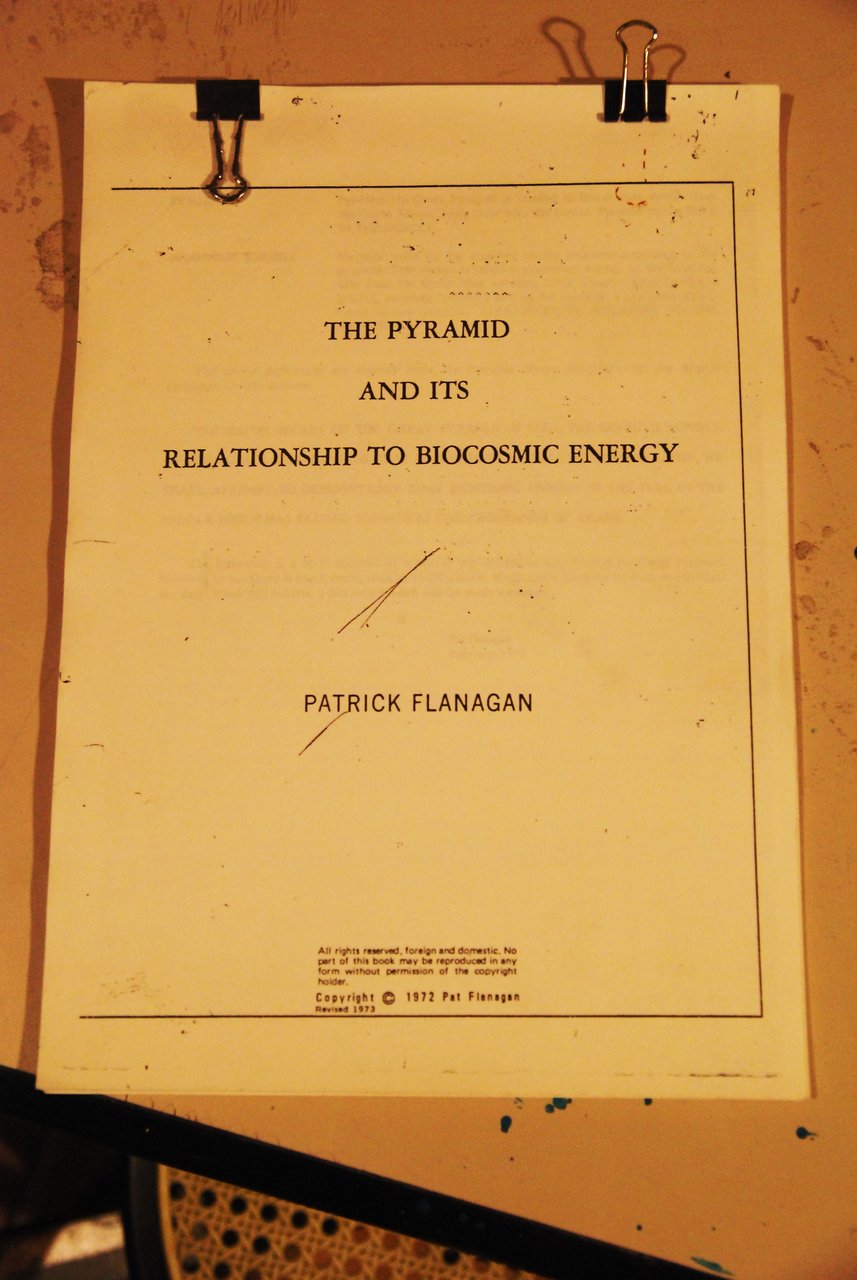 THE PYRAMID
AND ITS
RELATIONSHIP TO BIOCOSMIC ENERGY
PATRICK FLANAGAN
All rights reserved, foreign and domestic. No
part of this book may be reproduced in any
form without permission of the copyright
holder.
Copyright © 1972 Pat Flanagan
Revised 1973